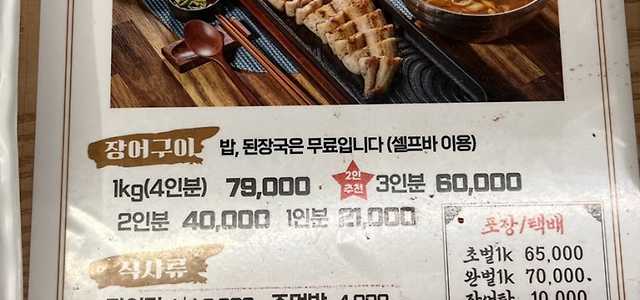 장어구이 밥, 된장국은 무료입니다 (셀프바 이용)
1kg(4인분) 79,000 2인 추천 3인분 60,000
2인분 40,000 1인분 21,000
포장/택배
초벌1k 65,000
완벌1k 70,000
식사류
10,000
4,000